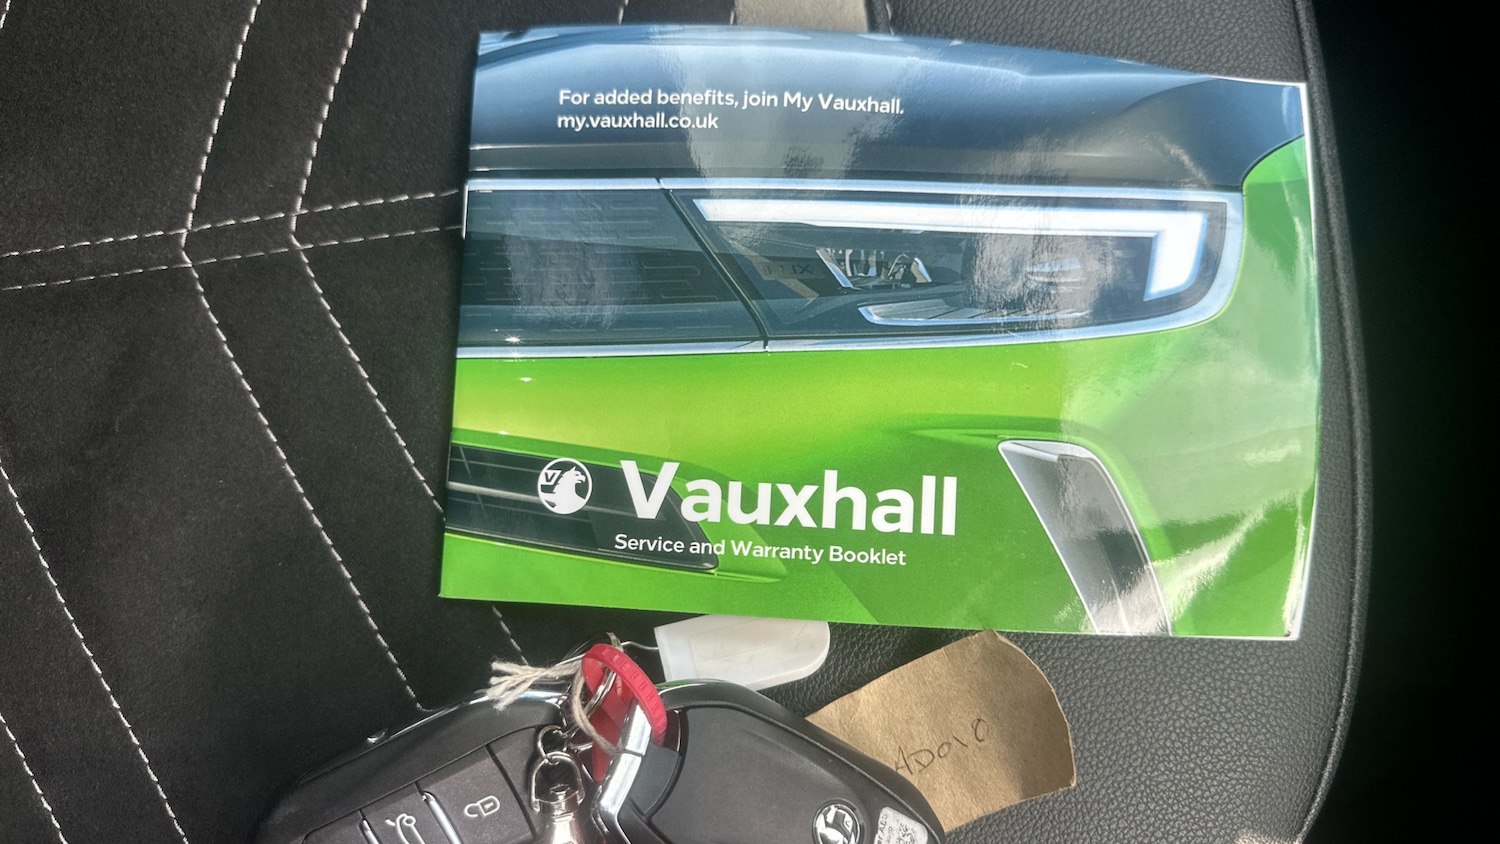 For added benefits, join My Vauxhall.
my.vauxhall.co.uk
V
Vauxhall
Service and Warranty Booklet